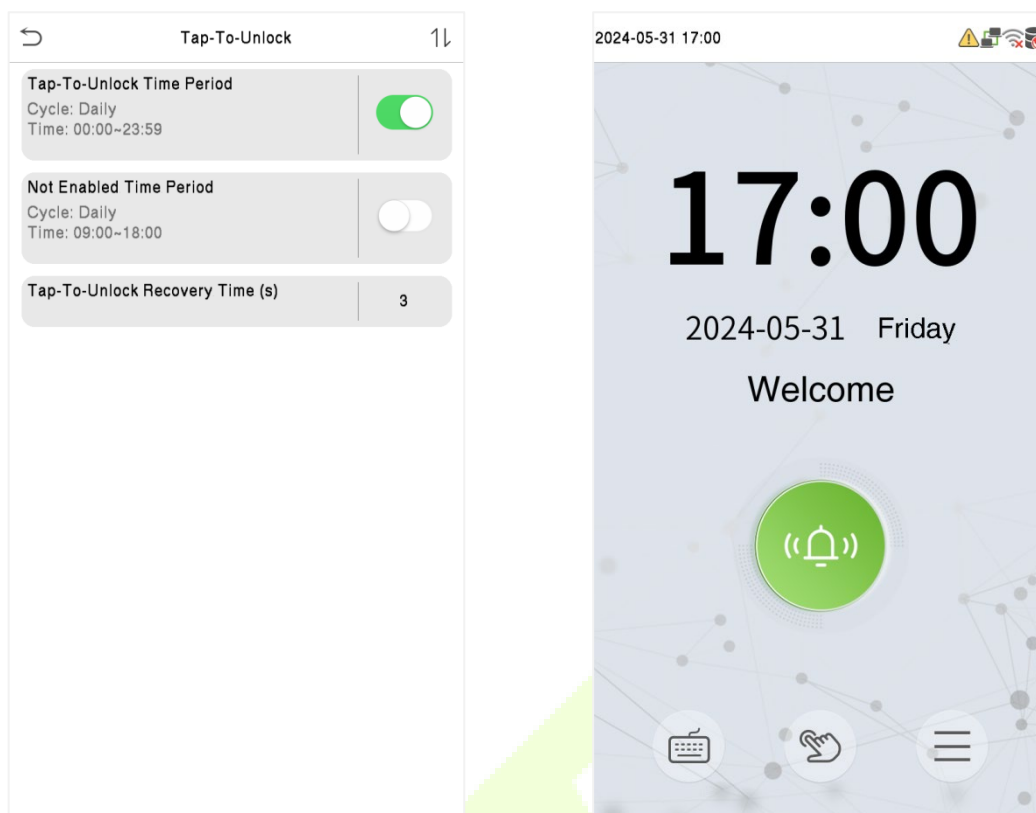 Tap-To-Unlock
Tap-To-Unlock Time Period
Cycle: Daily
Time: 00:00~23:59
Not Enabled Time Period
Cycle: Daily
Time: 09:00~18:00
Tap-To-Unlock Recovery Time (s)
3
2024-05-31 17:00
17:00
2024-05-31 Friday
Welcome